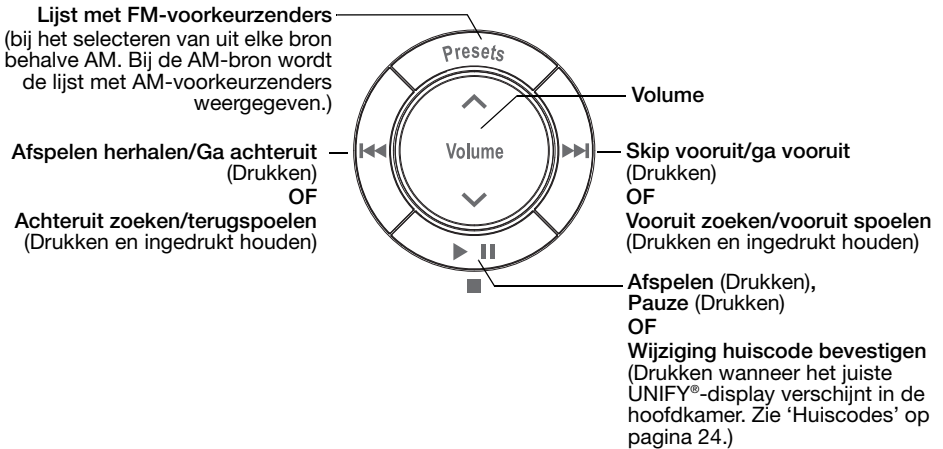 Lijst met FM-voorkeurzenders
(bij het selecteren van uit elke bron
behalve AM. Bij de AM-bron wordt
de lijst met AM-voorkeurzenders
weergegeven.)
Presets
Volume
Volume
Afspelen herhalen/Ga achteruit
(Drukken)
OF
Achteruit zoeken/terugspoelen
(Drukken en ingedrukt houden)
Skip vooruit/ga vooruit
(Drukken)
OF
Vooruit zoeken/vooruit spoelen
(Drukken en ingedrukt houden)
Afspelen (Drukken),
Pauze (Drukken)
OF
Wijziging huiscode bevestigen
(Drukken wanneer het juiste
UNIFY®-display verschijnt in de
hoofdkamer. Zie ‘Huiscodes’ op
pagina 24.)